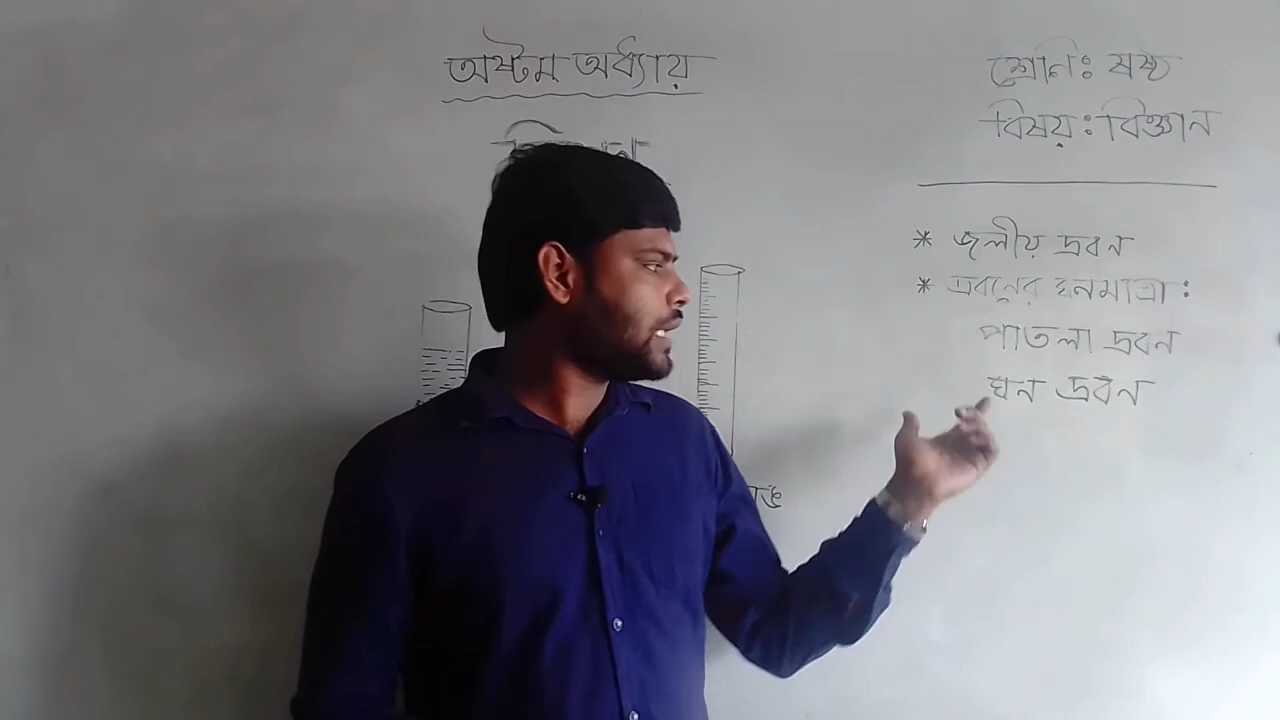 অষ্টম অধ্যায়
শ্রেণিঃ ষষ্ঠ
বিষয়ঃ বিজ্ঞান
* জলীয় দ্রবন
* দ্রবনের ঘনমাত্রা :
পাতলা দ্রবন
ঘন দ্রবন